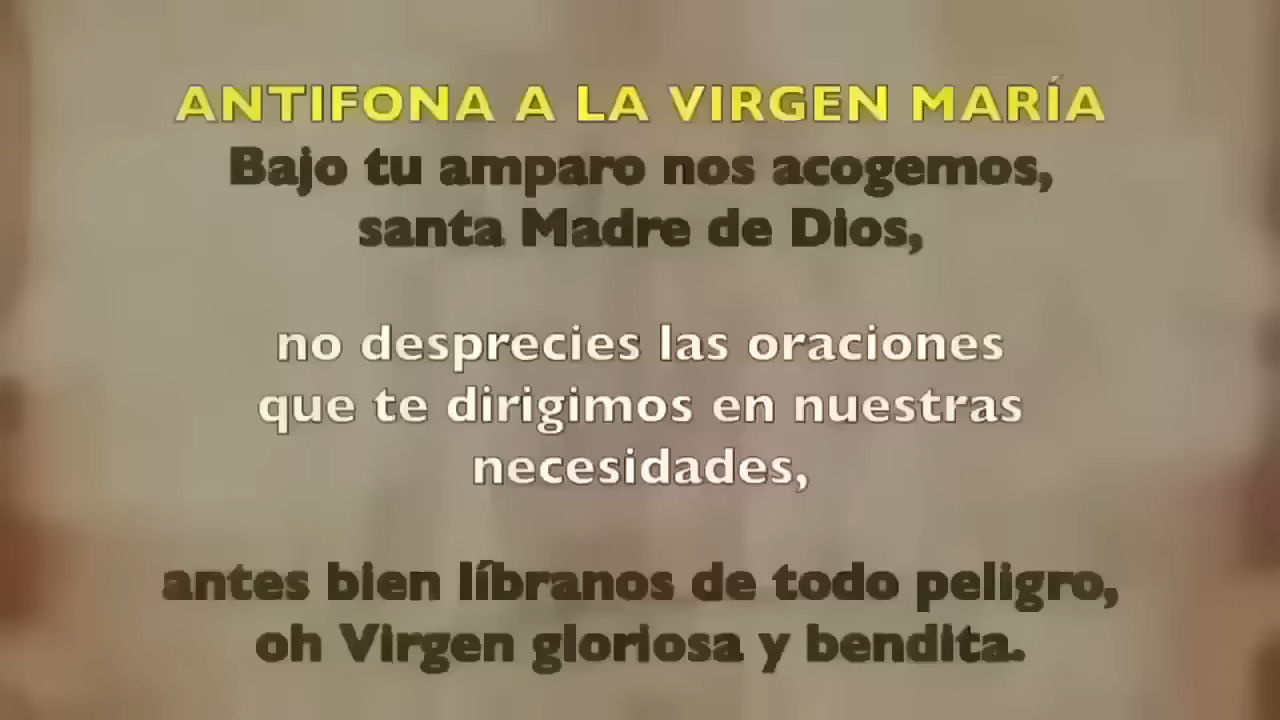 ANTIFONA A LA VIRGEN MARÍA
Bajo tu amparo nos acogemos,
santa Madre de Dios,
no desprecies las oraciones
que te dirigimos en nuestras
necesidades,
antes bien líbranos de todo peligro,
oh Virgen gloriosa y bendita.